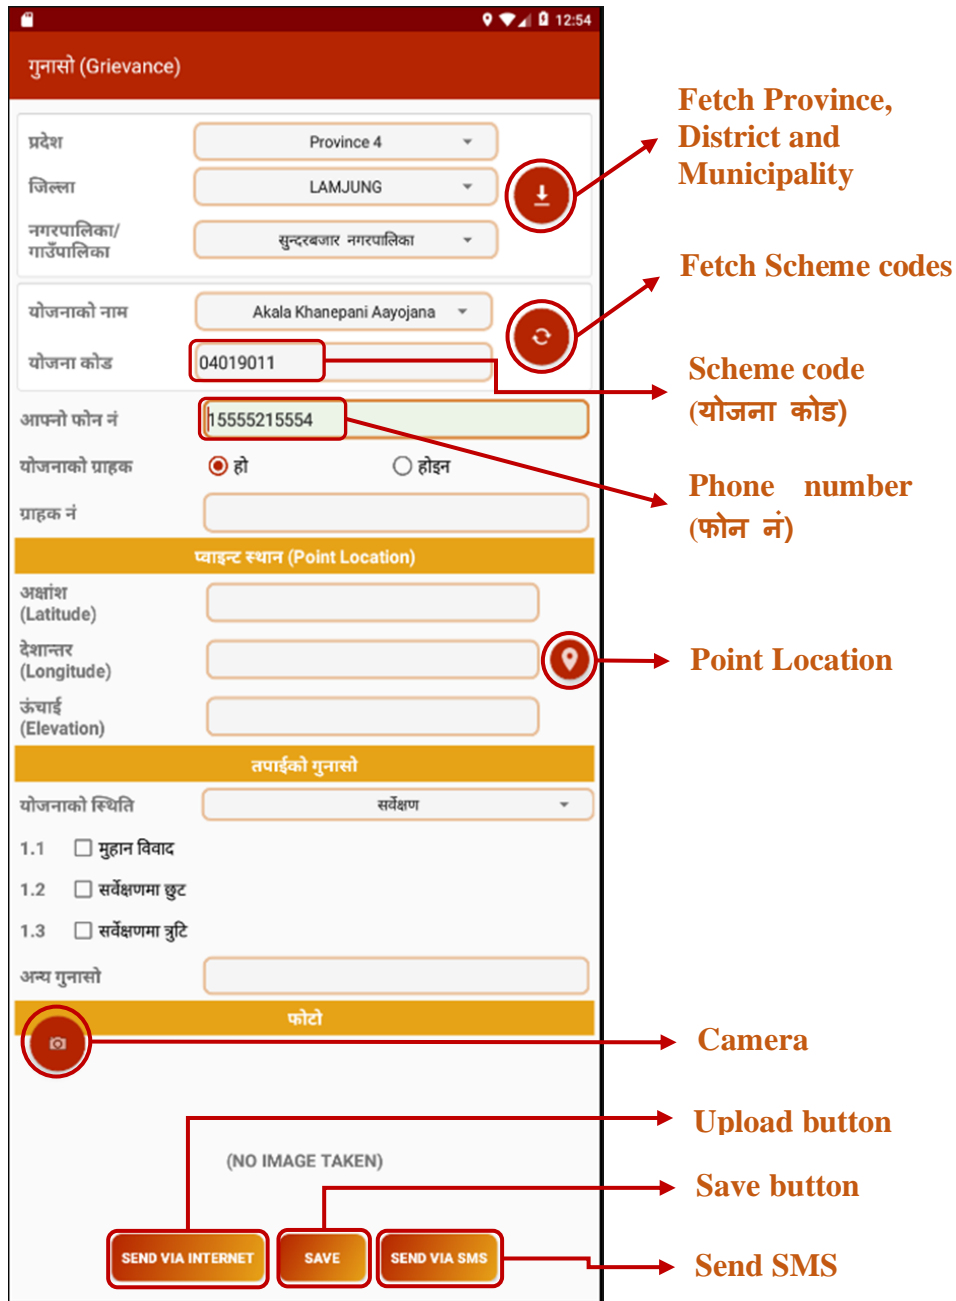 12:54
गुनासो (Grievance)
प्रदेश
Province 4
जिल्ला
LAMJUNG
नगरपालिका/
गाउँपालिका
सुन्दरबजार नगरपालिका
Fetch Province,
District and
Municipality
योजनाको नाम
Akala Khanepani Aayojana
Fetch Scheme codes
योजना कोड
04019011
Scheme code
(योजना कोड)
आफ्नो फोन नं
15555215554
योजनाको ग्राहक
हो
होइन
Phone number
(फोन नं)
ग्राहक नं
प्वाइन्ट स्थान (Point Location)
अक्षांश
(Latitude)
देशान्तर
(Longitude)
Point Location
ऊंचाई
(Elevation)
तपाईको गुनासो
योजनाको स्थिति
सर्वेक्षण
1.1 मुहान विवाद
1.2 सर्वेक्षणमा छुट
1.3 सर्वेक्षणमा त्रुटि
अन्य गुनासो
फोटो
Camera
Upload button
(NO IMAGE TAKEN)
Save button
SEND VIA INTERNET
SAVE
SEND VIA SMS
Send SMS